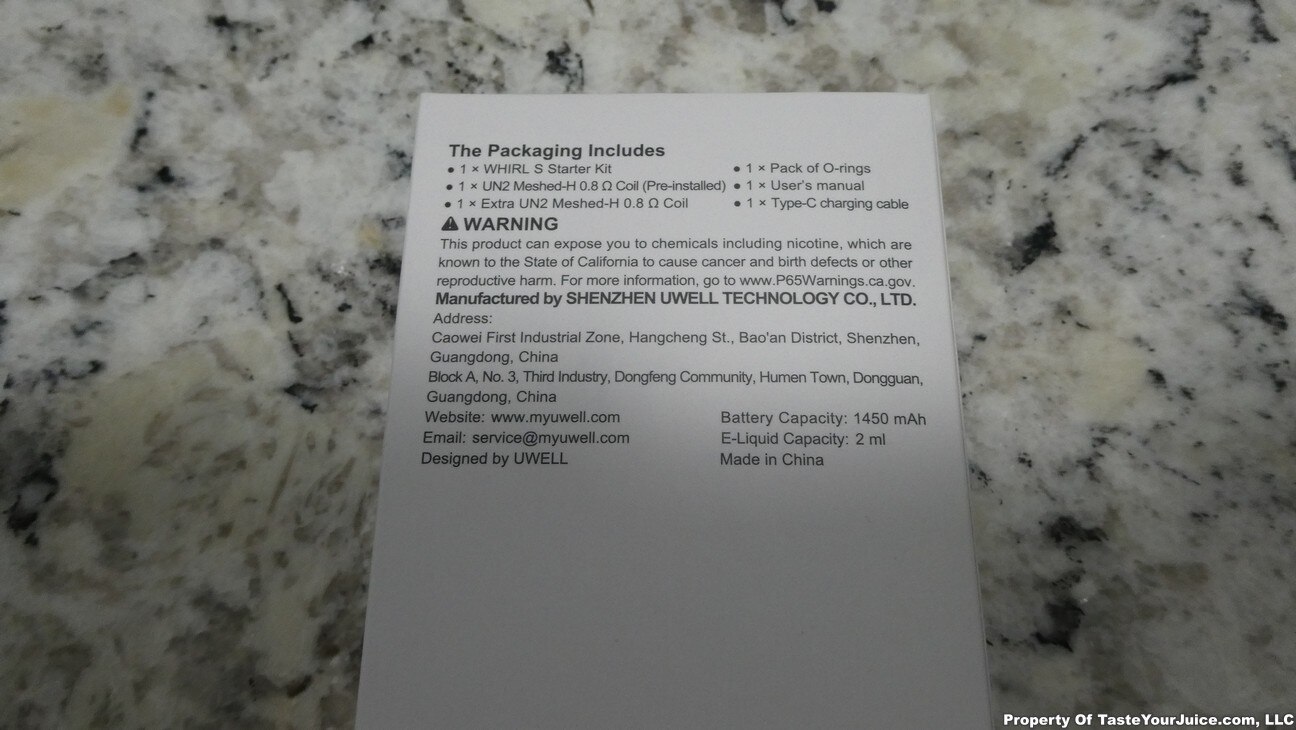 The Packaging Includes
● 1 × WHIRL S Starter Kit ● 1 × Pack of O-rings
● 1 × UN2 Meshed-H 0.8 Ω Coil (Pre-installed) ● 1 × User's manual
● 1 × Extra UN2 Meshed-H 0.8 Ω Coil ● 1 × Type-C charging cable
⚠ WARNING
This product can expose you to chemicals including nicotine, which are
known to the State of California to cause cancer and birth defects or other
reproductive harm. For more information, go to www.P65Warnings.ca.gov.
Manufactured by SHENZHEN UWELL TECHNOLOGY CO., LTD.
Address:
Caowei First Industrial Zone, Hangcheng St., Bao'an District, Shenzhen,
Guangdong, China
Block A, No. 3, Third Industry, Dongfeng Community, Humen Town, Dongguan,
Guangdong, China
Website: www.myuwell.com Battery Capacity: 1450 mAh
Email: service@myuwell.com E-Liquid Capacity: 2 ml
Designed by UWELL Made in China
Property Of TasteYourJuice.com, LLC